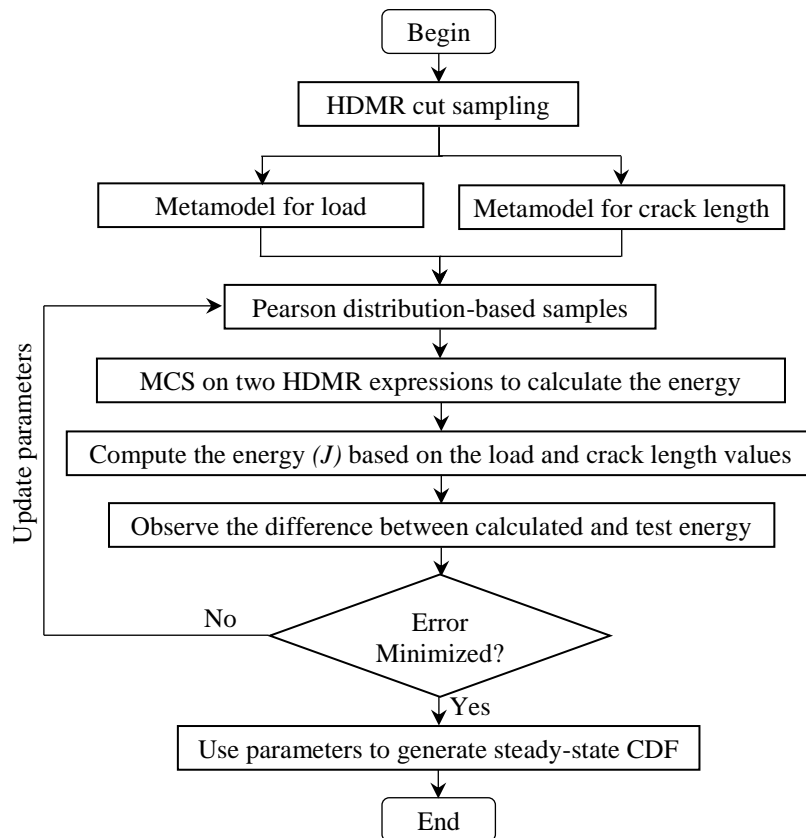 Begin
HDMR cut sampling
Metamodel for load
Metamodel for crack length
Pearson distribution-based samples
MCS on two HDMR expressions to calculate the energy
Compute the energy (J) based on the load and crack length values
Observe the difference between calculated and test energy
Update parameters
No
Error
Minimized?
Yes
Use parameters to generate steady-state CDF
End